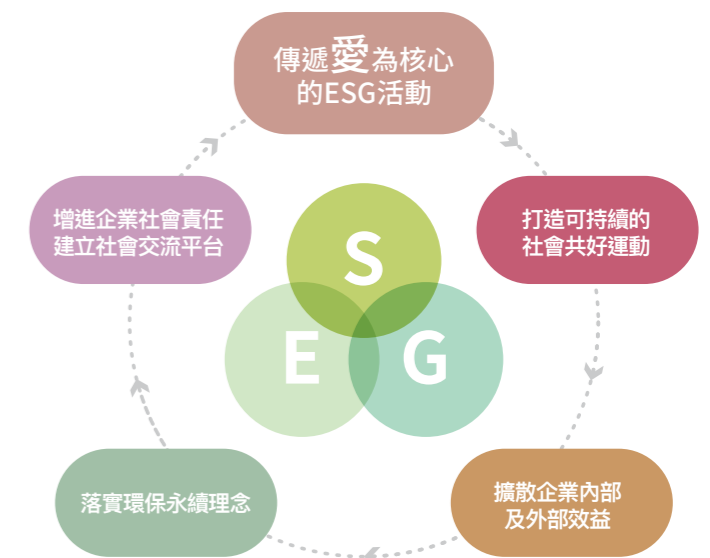 傳遞愛為核心
的ESG活動
增進企業社會責任
建立社會交流平台
打造可持續的
社會共好運動
S
E
G
落實環保永續理念
擴散企業內部
及外部效益